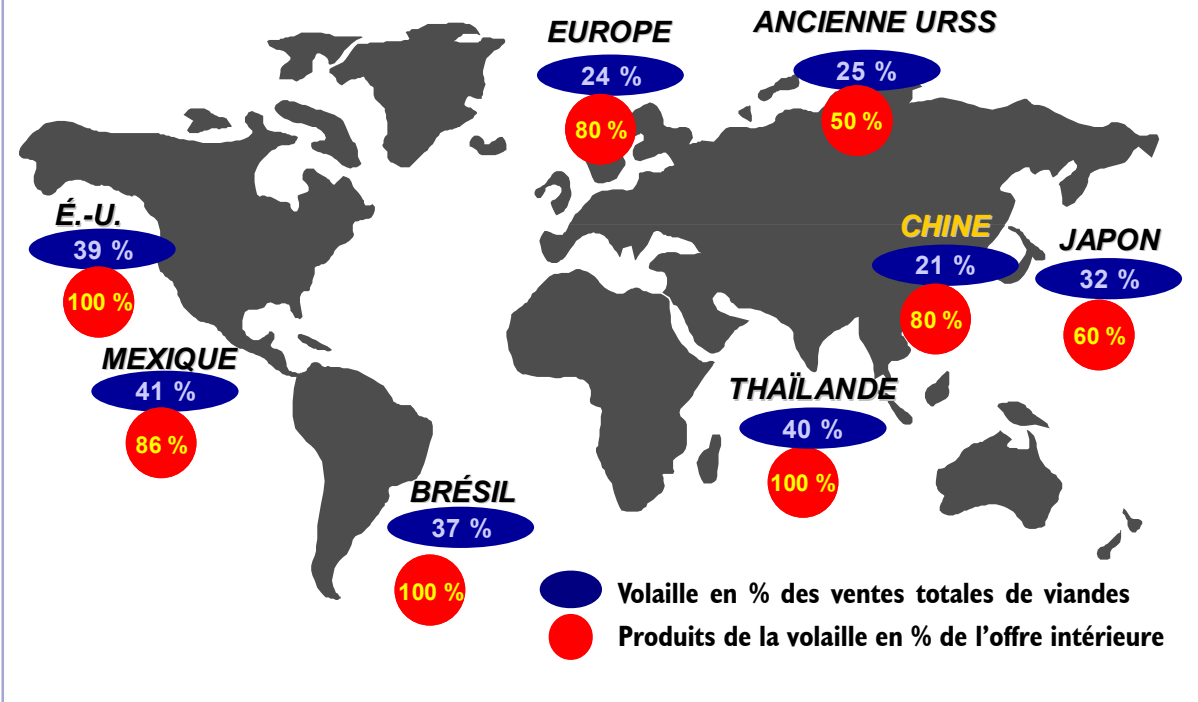 EUROPE
24 %
80 %
ANCIENNE URSS
25 %
50 %
É.-U.
39 %
100 %
CHINE
21 %
80 %
JAPON
32 %
60 %
MEXIQUE
41 %
86 %
THAÏLANDE
40 %
100 %
BRÉSIL
37 %
100 %
Volaille en % des ventes totales de viandes
Produits de la volaille en % de l’offre intérieure